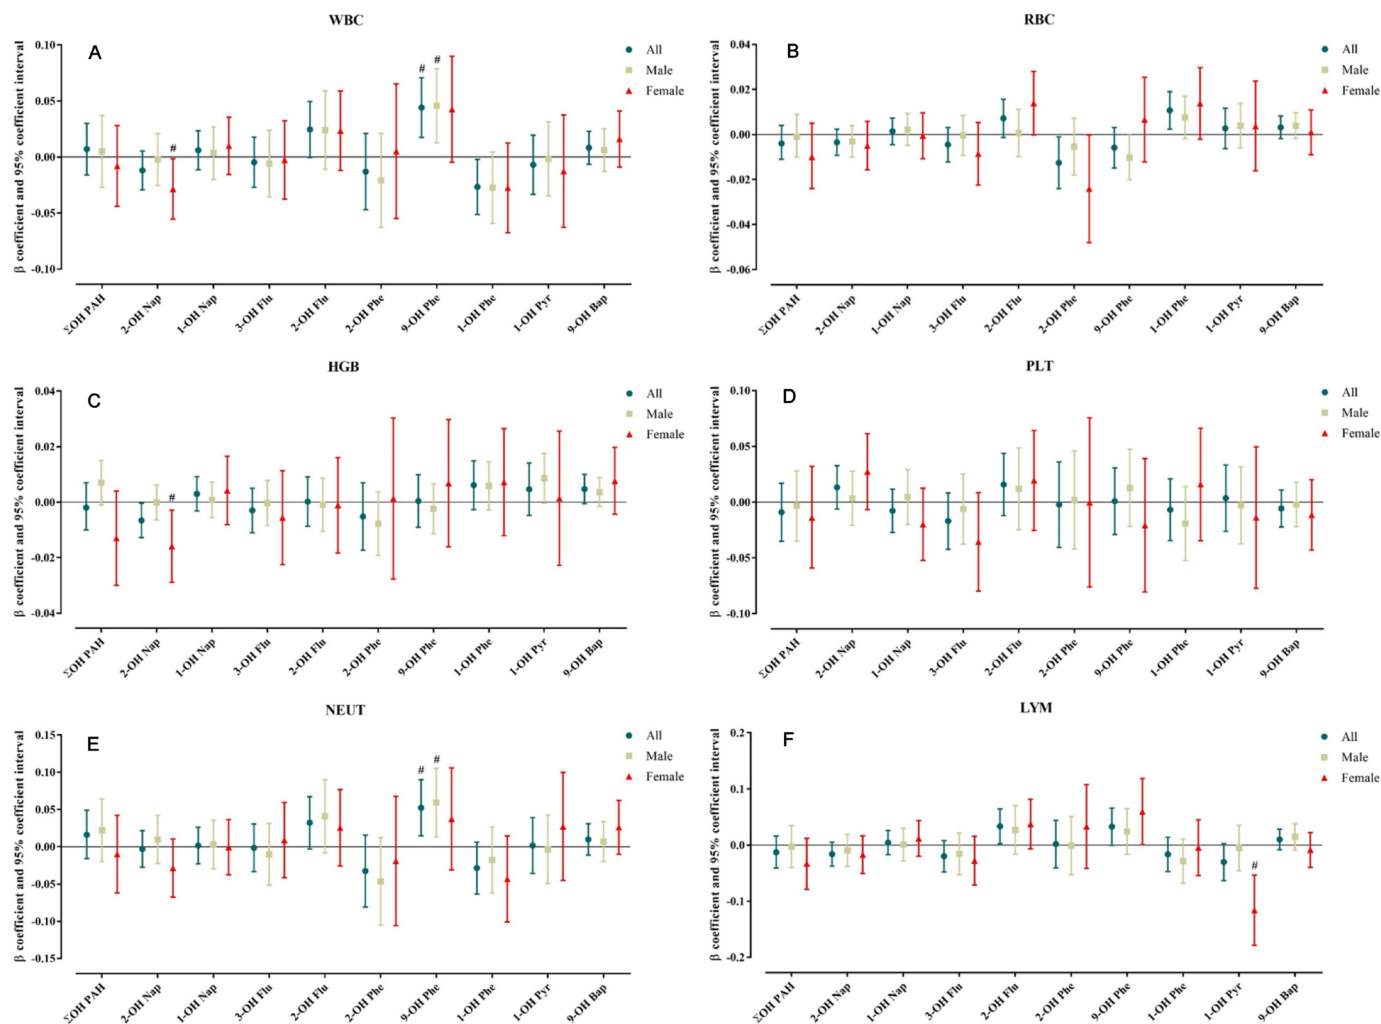 WBC
A
β coefficient and 95% coefficient interval
0.10
0.05
0.00
-0.05
-0.10
# # #
ΣOH PAH
2-OH Nap
1-OH Nap
3-OH Flu
2-OH Flu
2-OH Phe
9-OH Phe
1-OH Phe
1-OH Pyr
9-OH Bap
All
Male
Female
RBC
B
β coefficient and 95% coefficient interval
0.04
0.02
0.00
-0.02
-0.04
-0.06
ΣOH PAH
2-OH Nap
1-OH Nap
3-OH Flu
2-OH Flu
2-OH Phe
9-OH Phe
1-OH Phe
1-OH Pyr
9-OH Bap
All
Male
Female
HGB
C
β coefficient and 95% coefficient interval
0.04
0.02
0.00
-0.02
-0.04
#
ΣOH PAH
2-OH Nap
1-OH Nap
3-OH Flu
2-OH Flu
2-OH Phe
9-OH Phe
1-OH Phe
1-OH Pyr
9-OH Bap
All
Male
Female
PLT
D
β coefficient and 95% coefficient interval
0.10
0.05
0.00
-0.05
-0.10
ΣOH PAH
2-OH Nap
1-OH Nap
3-OH Flu
2-OH Flu
2-OH Phe
9-OH Phe
1-OH Phe
1-OH Pyr
9-OH Bap
All
Male
Female
NEUT
E
β coefficient and 95% coefficient interval
0.15
0.10
0.05
0.00
-0.05
-0.10
-0.15
# #
ΣOH PAH
2-OH Nap
1-OH Nap
3-OH Flu
2-OH Flu
2-OH Phe
9-OH Phe
1-OH Phe
1-OH Pyr
9-OH Bap
All
Male
Female
LYM
F
β coefficient and 95% coefficient interval
0.2
0.1
0.0
-0.1
-0.2
#
ΣOH PAH
2-OH Nap
1-OH Nap
3-OH Flu
2-OH Flu
2-OH Phe
9-OH Phe
1-OH Phe
1-OH Pyr
9-OH Bap
All
Male
Female